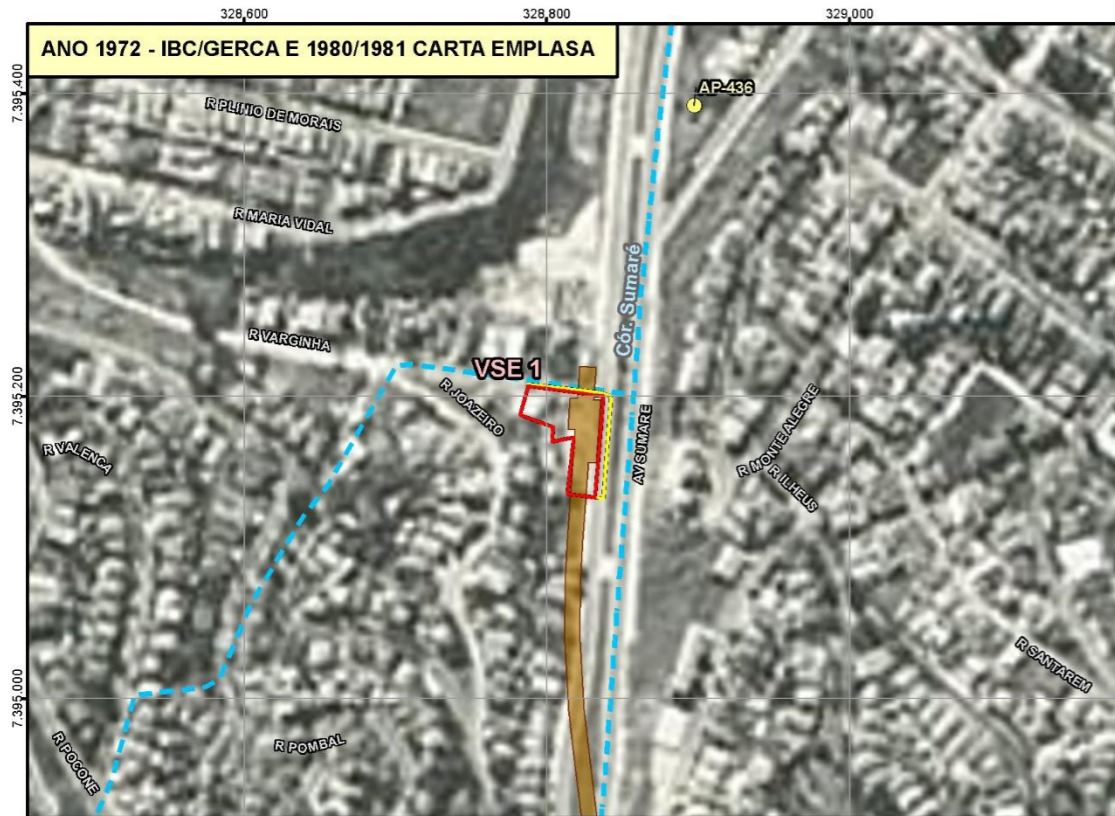 328,600
328,800
329,000
ANO 1972 - IBC/GERCA E 1980/1981 CARTA EMPLASA
7.395.400
AP-436
R PLINIO DE MORAIS
R MARIA VIDAL
Cór. Sumaré
R VARGINHA
VSE 1
7.395.200
R JOAZEIRO
AV SUMARE
R MONTE ALEGRE
R VALENCA
R ILHEUS
R SANTAREM
7.395.000
R POMBAL
R POCONE